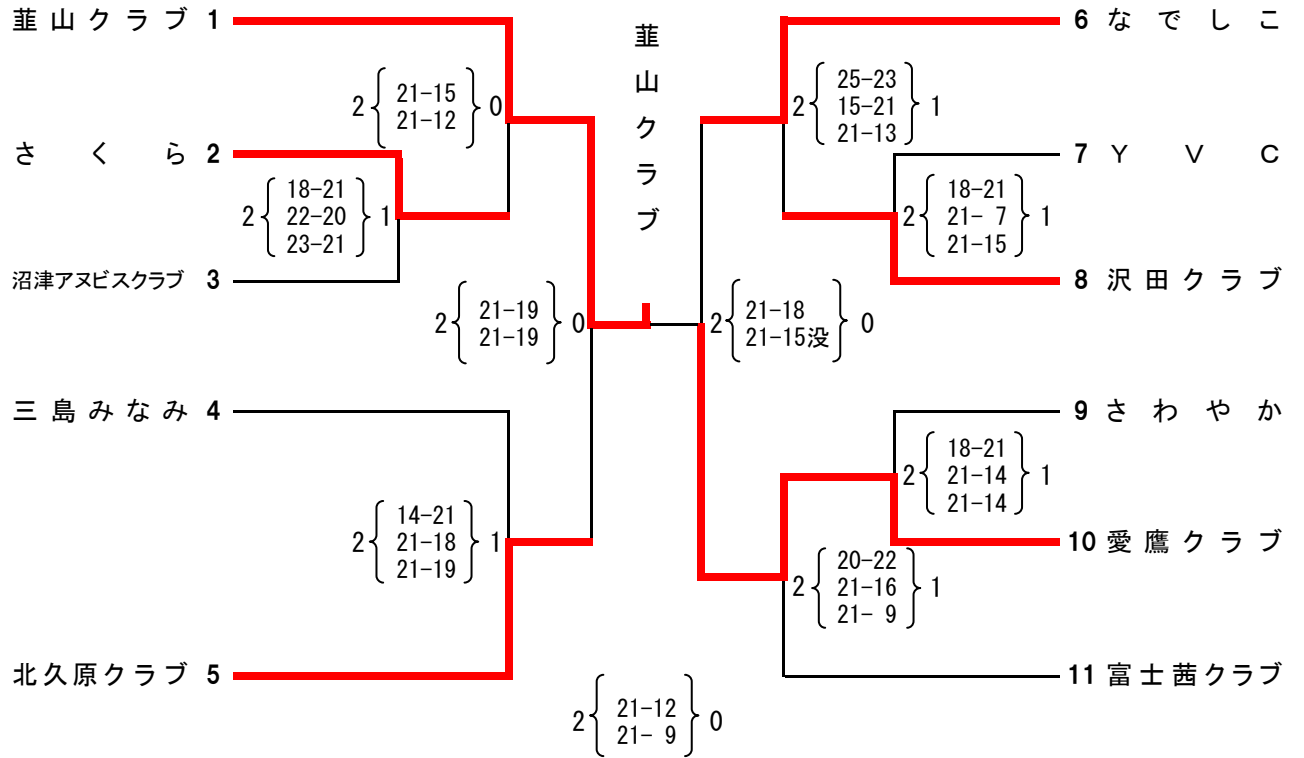 韮山クラブ 1
2 21-15 0
21-12
さくら 2
2 18-21 1
22-20
23-21
沼津アヌビスクラブ 3
2 21-19 0
21-19
三島みなみ 4
2 14-21 1
21-18
21-19
北久原クラブ 5
韮山クラブ
2 21-12 0
21- 9
6 なでしこ
2 25-23 1
15-21
21-13
7 YVC
2 18-21 1
21- 7
21-15
8 沢田クラブ
2 21-18 0
21-15没
9 さわやか
2 18-21 1
21-14
21-14
10 愛鷹クラブ
2 20-22 1
21-16
21- 9
11 富士茜クラブ